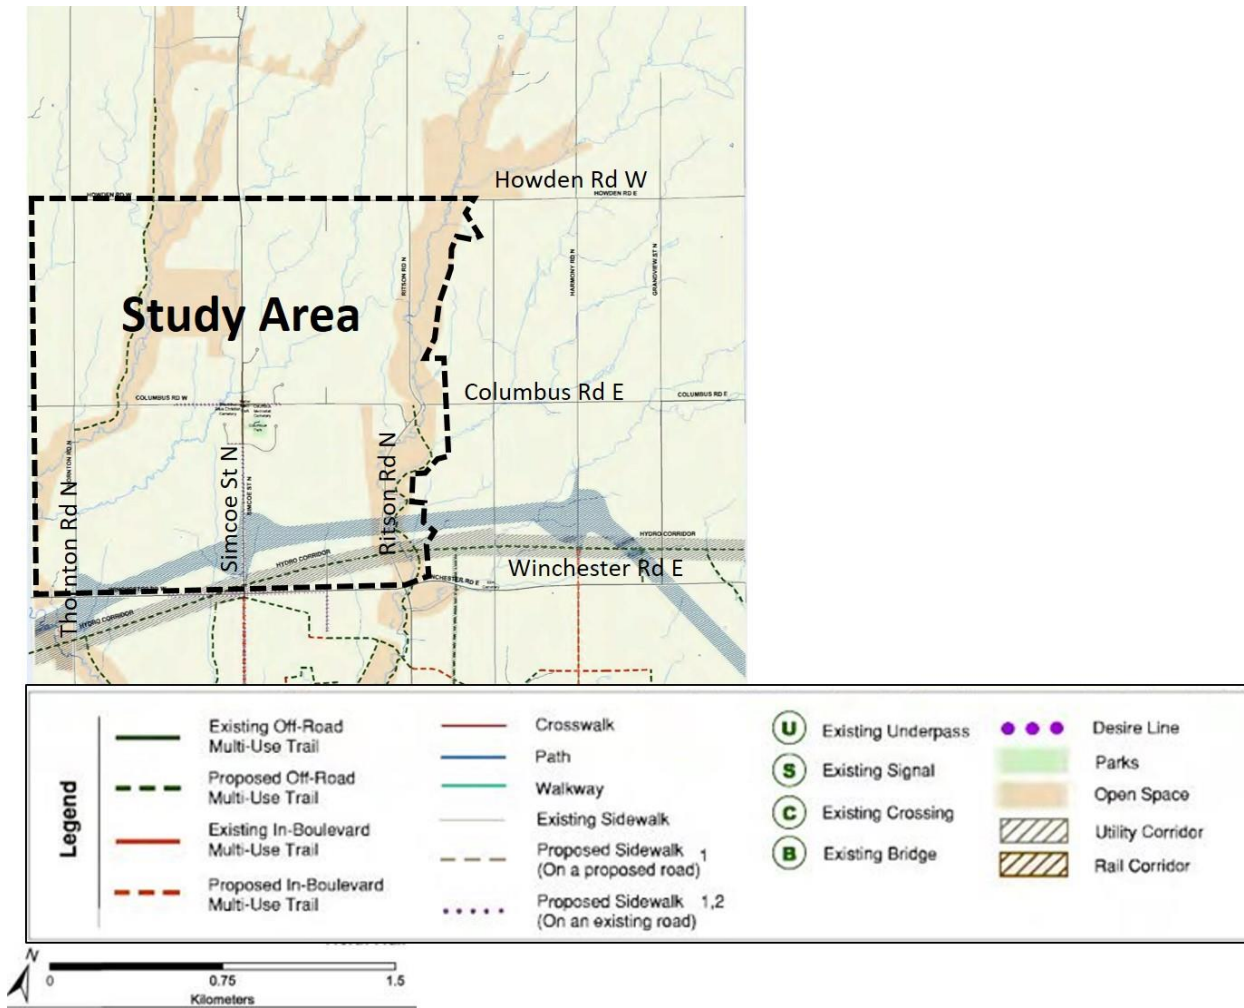 Howden Rd W
HOWDEN RD W
HOWDEN RD E
RITSON RD N
HARMONY RD N
GRANDVIEW ST N
Study Area
Columbus Rd E
COLUMBUS RD W
COLUMBUS RD E
Simcoe St N
Ritson Rd N
SIMCOE ST N
Thornton Rd N
HYDRO CORRIDOR
HYDRO CORRIDOR
Winchester Rd E
HYDRO CORRIDOR
Legend
Existing Off-Road
Multi-Use Trail
Proposed Off-Road
Multi-Use Trail
Existing In-Boulevard
Multi-Use Trail
Proposed In-Boulevard
Multi-Use Trail
Crosswalk
Path
Walkway
Existing Sidewalk
Proposed Sidewalk 1
(On a proposed road)
Proposed Sidewalk 1,2
(On an existing road)
U Existing Underpass
S Existing Signal
C Existing Crossing
B Existing Bridge
Desire Line
Parks
Open Space
Utility Corridor
Rail Corridor
N
0 0.75 1.5
Kilometers